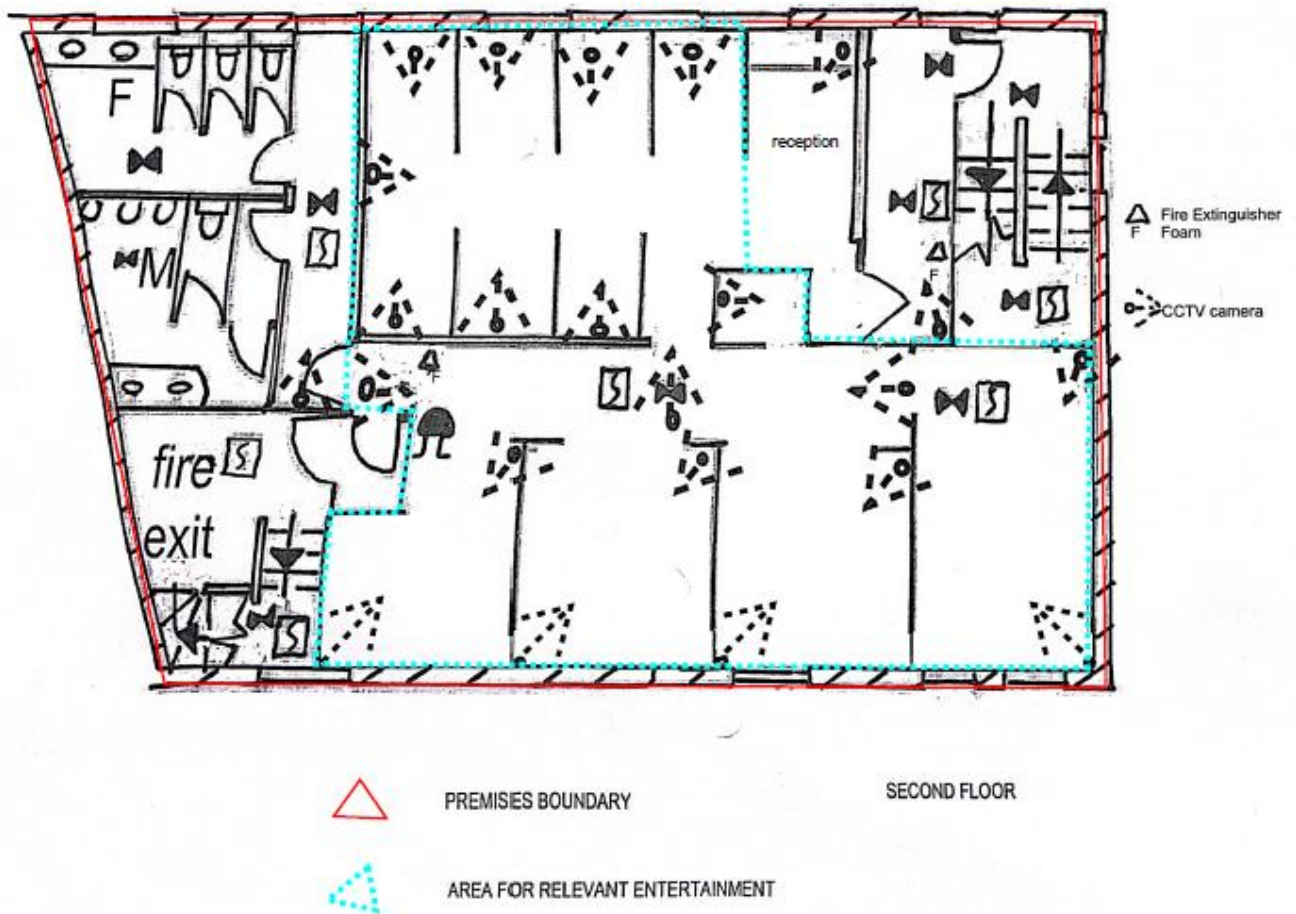 F
M
fire
exit
reception
F
F
Fire Extinguisher
F Foam
CCTV camera
PREMISES BOUNDARY
SECOND FLOOR
AREA FOR RELEVANT ENTERTAINMENT